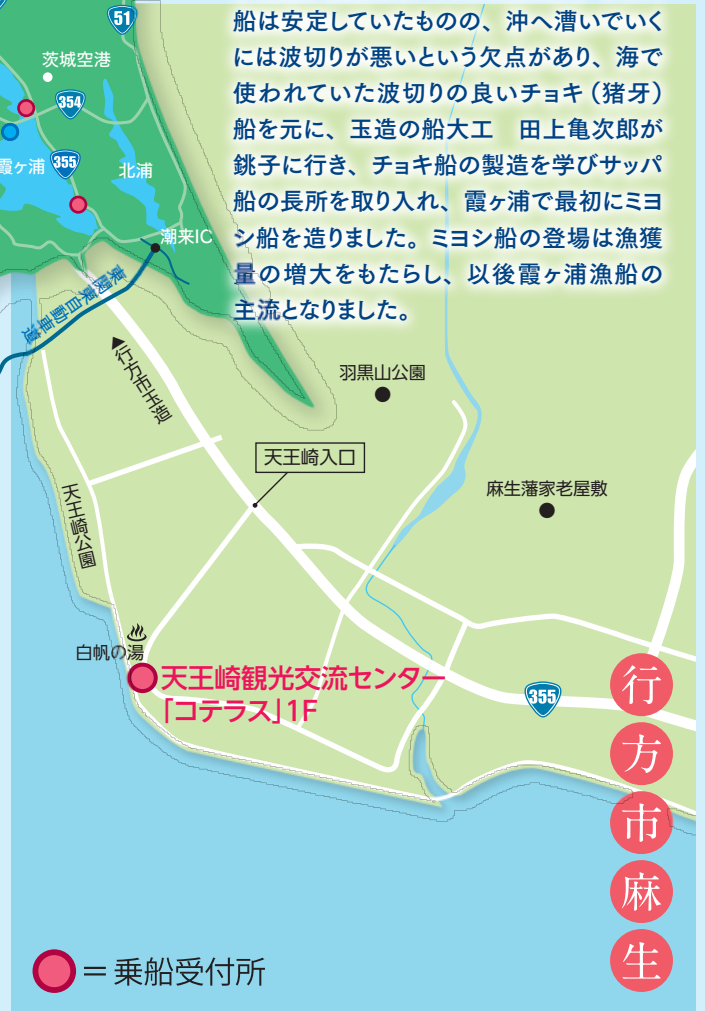 船は安定していたものの、沖へ漕いでいく
には波切りが悪いという欠点があり、海で
使われていた波切りの良いチョキ（猪牙）
船を元に、玉造の船大工　田上亀次郎が
銚子に行き、チョキ船の製造を学びサッパ
船の長所を取り入れ、霞ヶ浦で最初にミヨ
シ船を造りました。ミヨシ船の登場は漁獲
量の増大をもたらし、以後霞ヶ浦漁船の
主流となりました。
51
茨城空港
354
霞ヶ浦
355
北浦
潮来IC
東関東自動車道
▲行方市玉造
羽黒山公園
天王崎入口
麻生藩家老屋敷
天王崎公園
白帆の湯
天王崎観光交流センター
「コテラス」1F
355
行方市麻生
＝乗船受付所